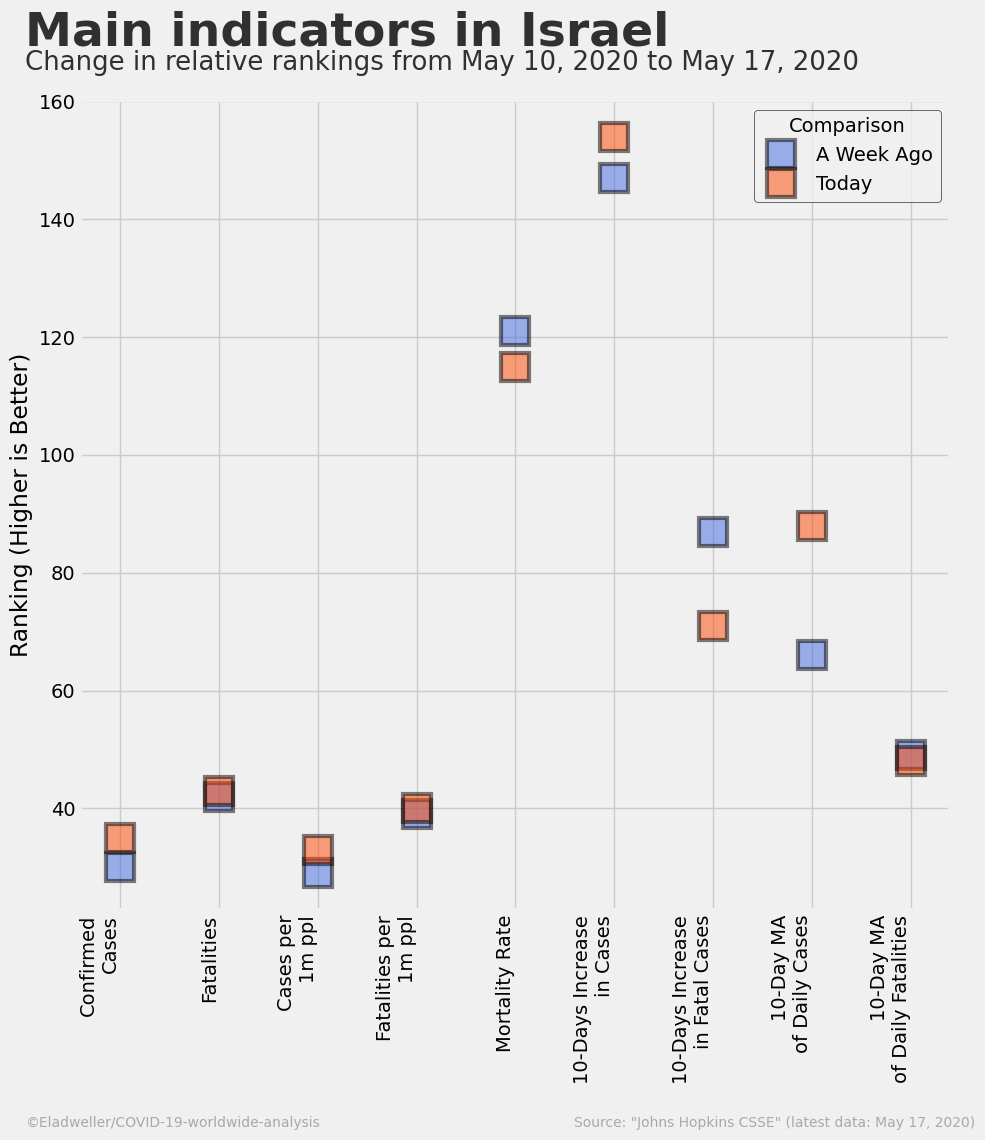 Main indicators in Israel
Change in relative rankings from May 10, 2020 to May 17, 2020
Comparison
A Week Ago
Today
Ranking (Higher is Better)
160
140
120
100
80
60
40
Confirmed
Cases
Fatalities
Cases per
1m ppl
Fatalities per
1m ppl
Mortality Rate
10-Days Increase
in Cases
10-Days Increase
in Fatal Cases
10-Day MA
of Daily Cases
10-Day MA
of Daily Fatalities
©Eladweller/COVID-19-worldwide-analysis
Source: "Johns Hopkins CSSE" (latest data: May 17, 2020)